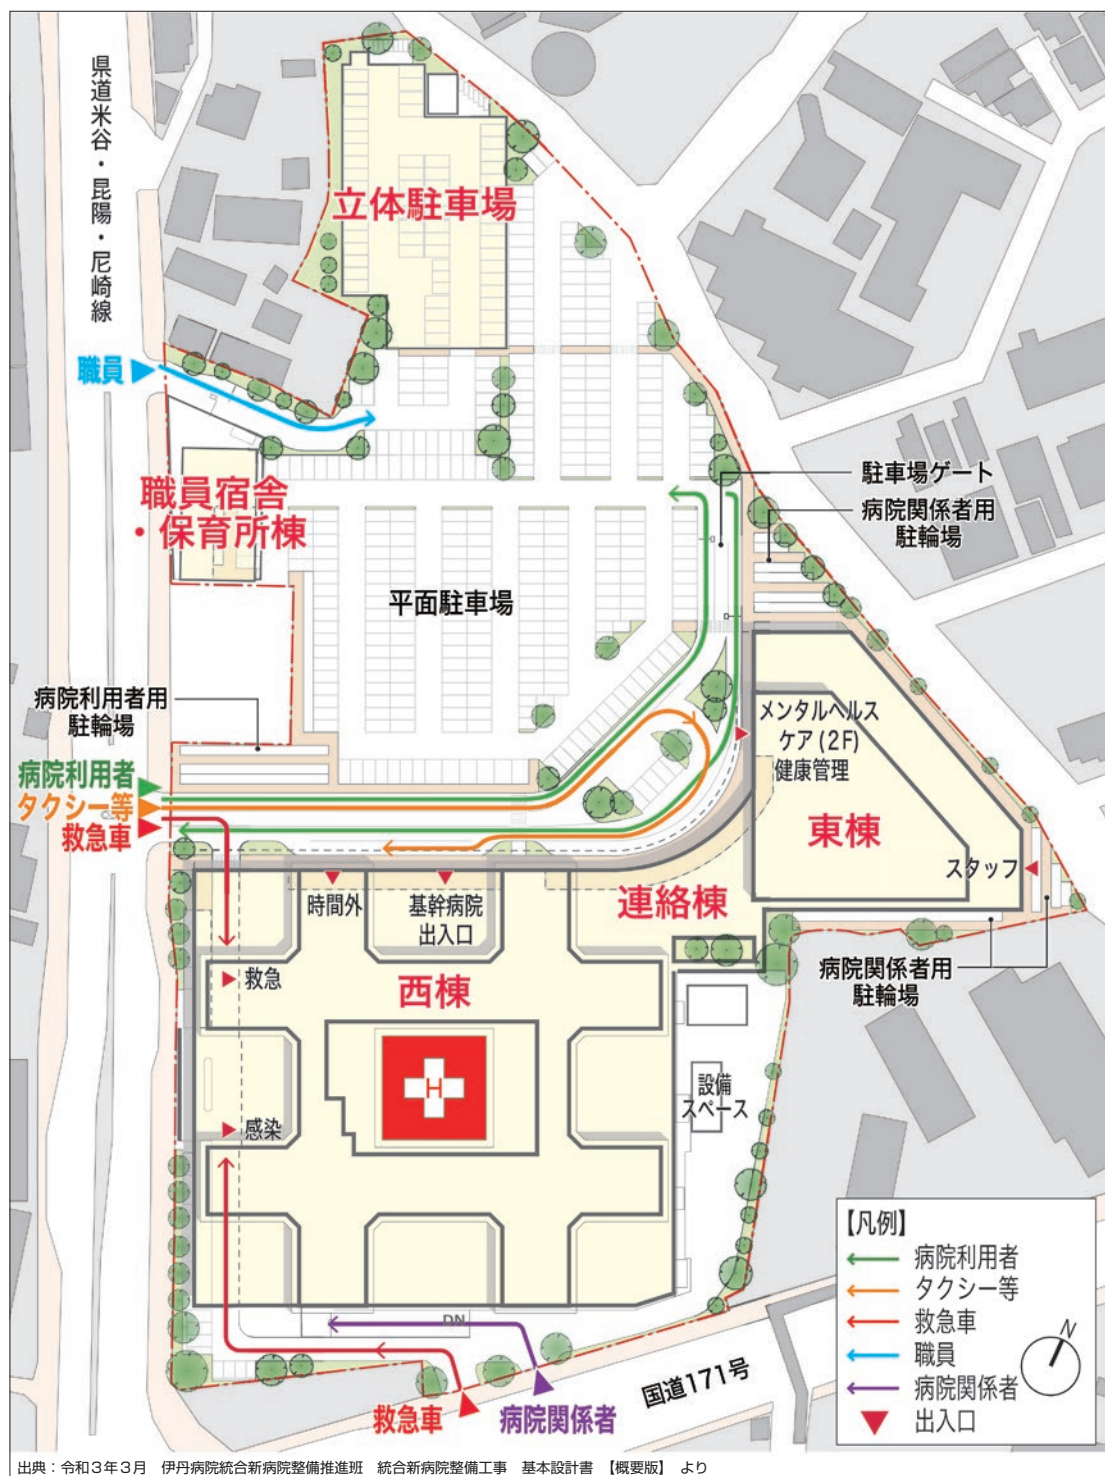 県道米谷・昆陽・尼崎線
立体駐車場
職員
職員宿舎
・保育所棟
駐車場ゲート
病院関係者用
駐輪場
平面駐車場
病院利用者用
駐輪場
病院利用者
タクシー等
救急車
メンタルヘルス
ケア(2F)
健康管理
東棟
スタッフ
連絡棟
時間外
基幹病院
出入口
病院関係者用
駐輪場
救急
西棟
H
設備
スペース
感染
DN
救急車
病院関係者
国道171号
【凡例】
病院利用者
タクシー等
救急車
職員
病院関係者
出入口
N
出典：令和3年3月 伊丹病院統合新病院整備推進班 統合新病院整備工事 基本設計書 【概要版】 より